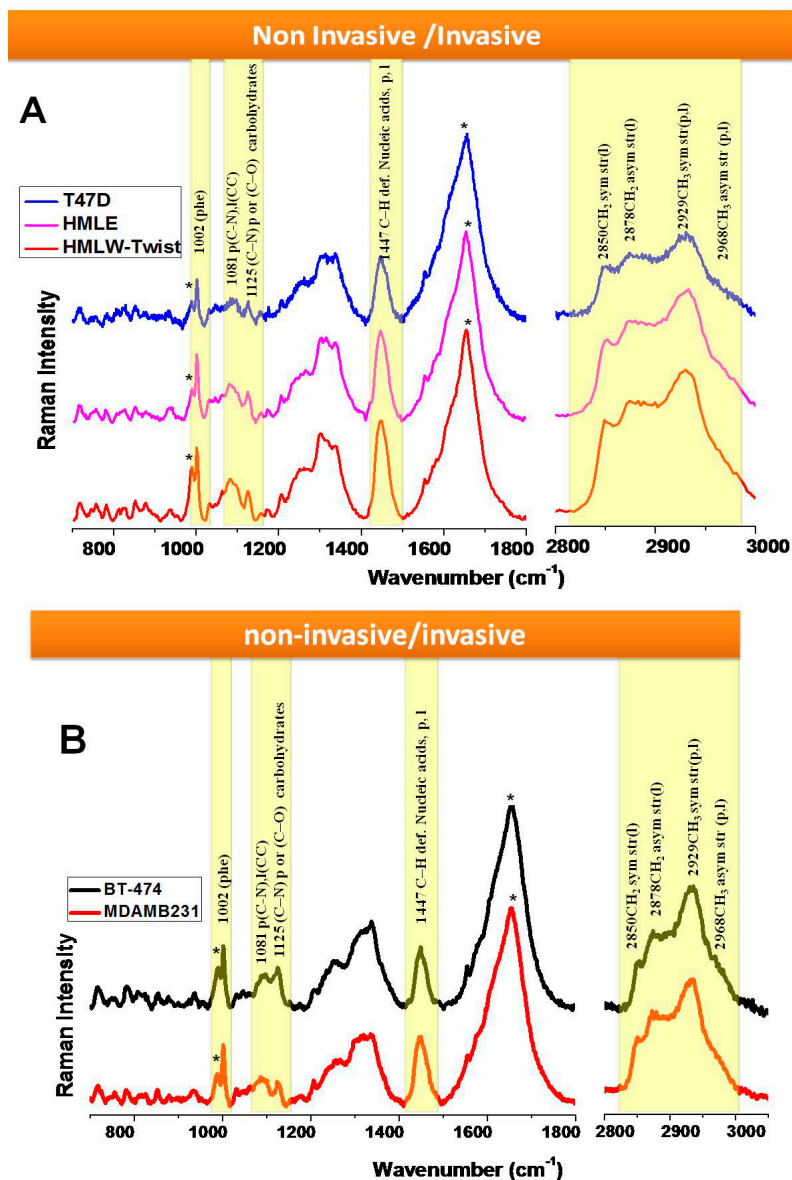 Non Invasive /Invasive
A
T47D
HMLE
HMLW-Twist
*
*
*
*
*
*
1002 (phe)
1081 p(C-N),l(CC)
1125 (C–N) p or (C–O) carbohydrates
1447 C–H def. Nucleic acids, p, l
2850CH₂ sym str(l)
2878CH₂ asym str(l)
2929CH₃ sym str(p,l)
2968CH₃ asym str (p,l)
Raman Intensity
800 1000 1200 1400 1600 1800 2800 2900 3000
Wavenumber (cm⁻¹)
non-invasive/invasive
B
BT-474
MDAMB231
*
*
*
*
1002 (phe)
1081 p(C-N),l(CC)
1125 (C–N) p or (C–O) carbohydrates
1447 C–H def. Nucleic acids, p, l
2850CH₂ sym str(l)
2878CH₂ asym str(l)
2929CH₃ sym str(p,l)
2968CH₃ asym str (p,l)
Raman Intensity
800 1000 1200 1400 1600 1800 2800 2900 3000
Wavenumber (cm⁻¹)